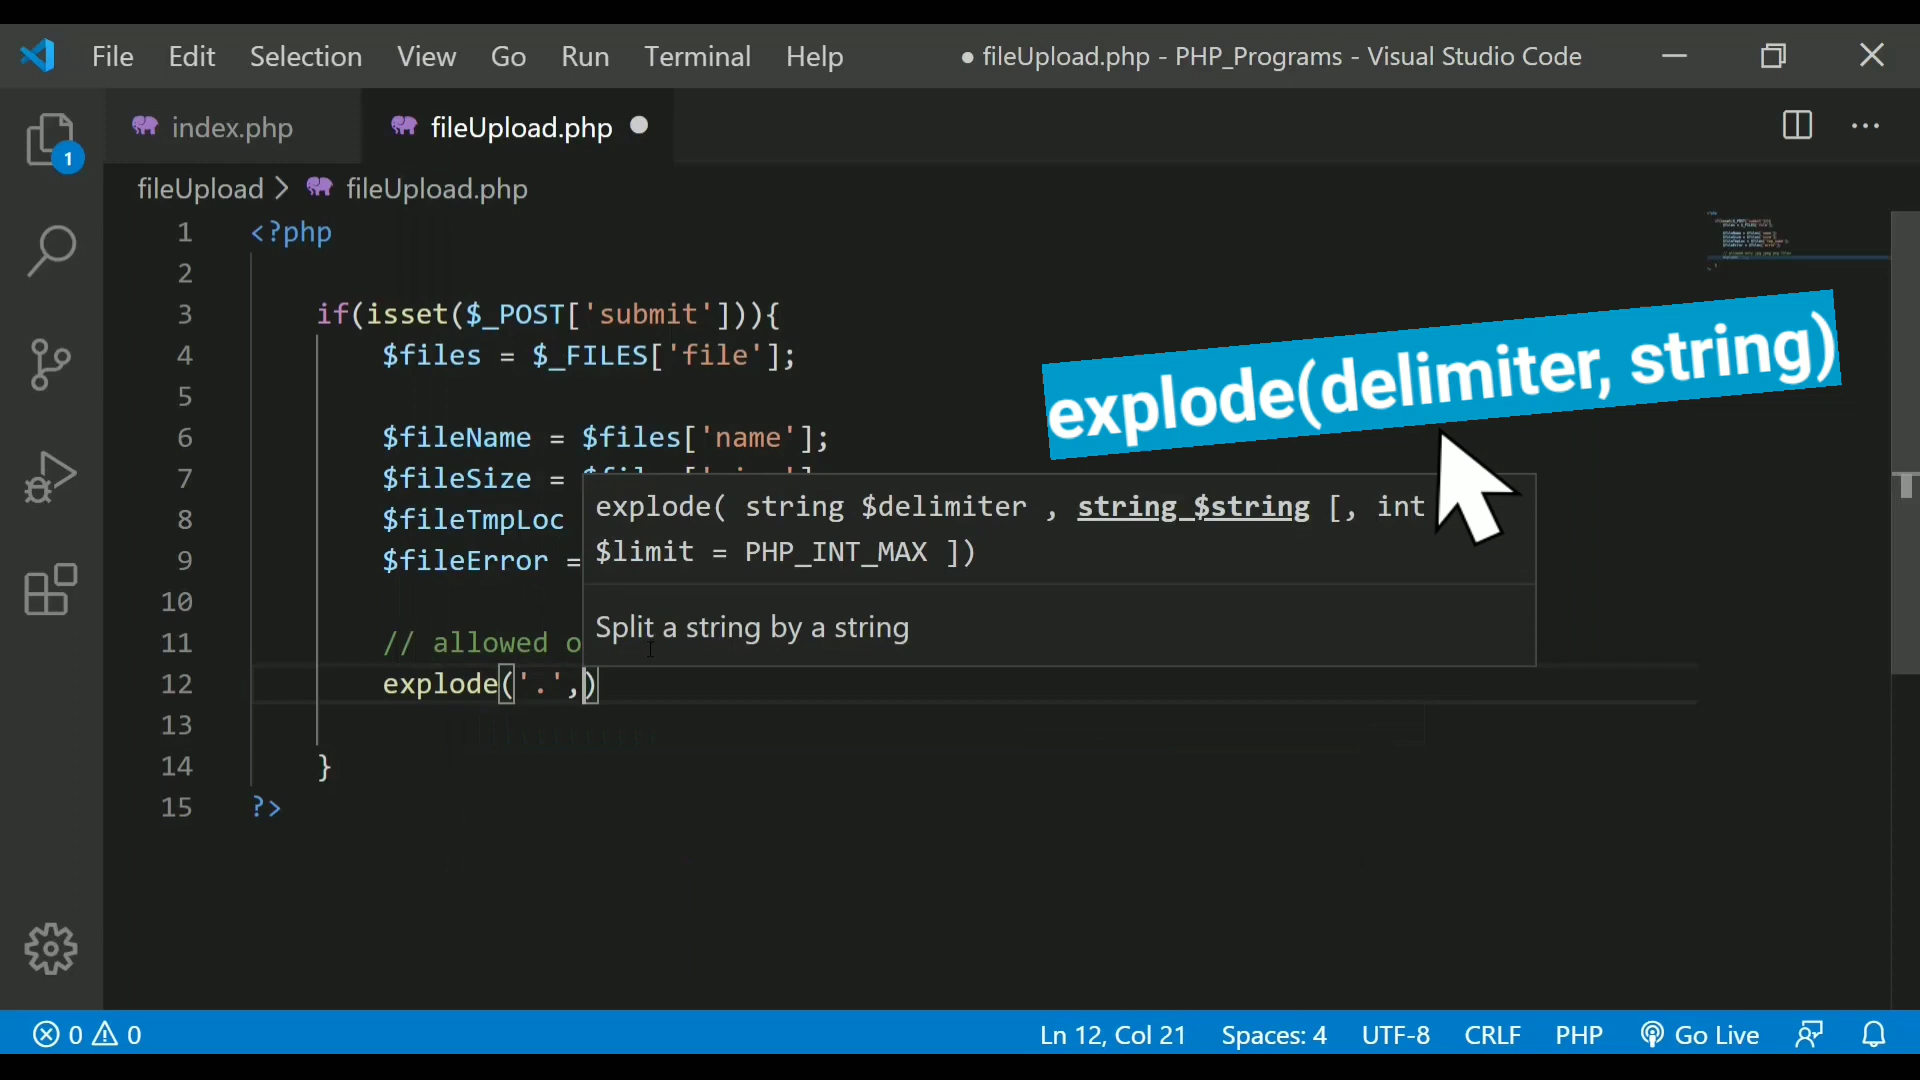 File Edit Selection View Go Run Terminal Help ● fileUpload.php - PHP_Programs - Visual Studio Code
index.php fileUpload.php
1
fileUpload > fileUpload.php
1 <?php
2
3 if(isset($_POST['submit'])){
4 $files = $_FILES['file'];
explode(delimiter, string)
5
6 $fileName = $files['name'];
7 $fileSize =
explode( string $delimiter , string $string [, int
8 $fileTmpLoc
$limit = PHP_INT_MAX ])
9 $fileError =
10
Split a string by a string
11 // allowed o
12 explode('.',)
13
14 }
15 ?>
0 0 Ln 12, Col 21 Spaces: 4 UTF-8 CRLF PHP Go Live